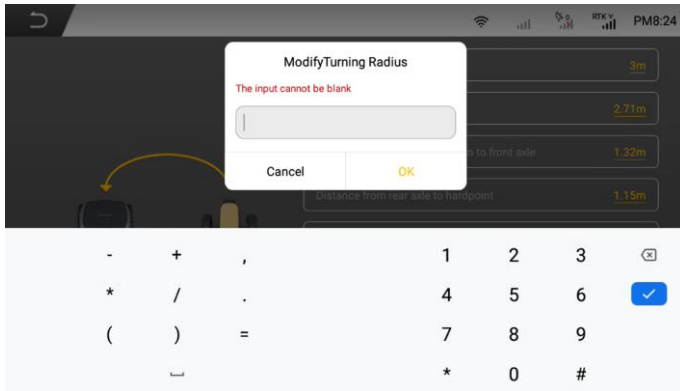 RTK
PM8:24
ModifyTurning Radius
The input cannot be blank
3m
2.71m
to front axle
1.32m
Cancel
OK
Distance from rear axle to hardpoint
1.15m
- + , 1 2 3
* / . 4 5 6
( ) = 7 8 9
* 0 #